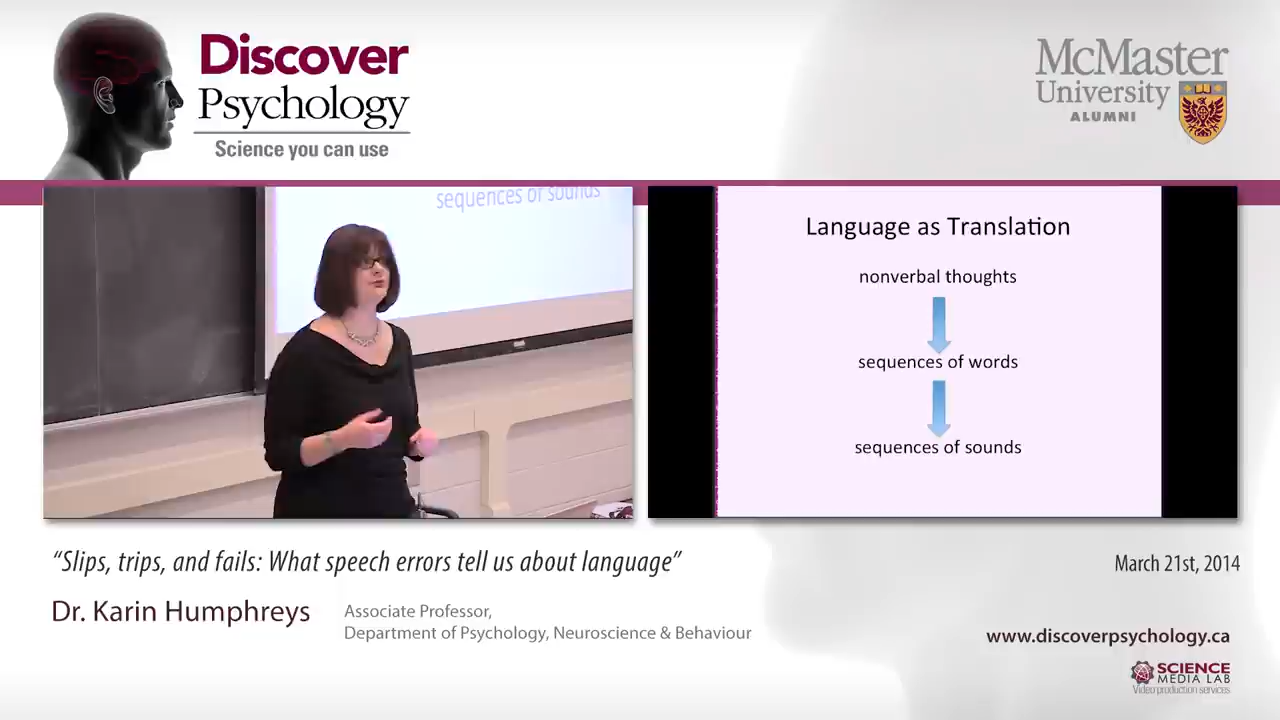 Discover
Psychology
Science you can use
McMaster
University
ALUMNI
sequences of sounds
Language as Translation
nonverbal thoughts
sequences of words
sequences of sounds
“Slips, trips, and fails: What speech errors tell us about language”
March 21st, 2014
Dr. Karin Humphreys
Associate Professor,
Department of Psychology, Neuroscience & Behaviour
www.discoverpsychology.ca
SCIENCE
MEDIA LAB
Video production services